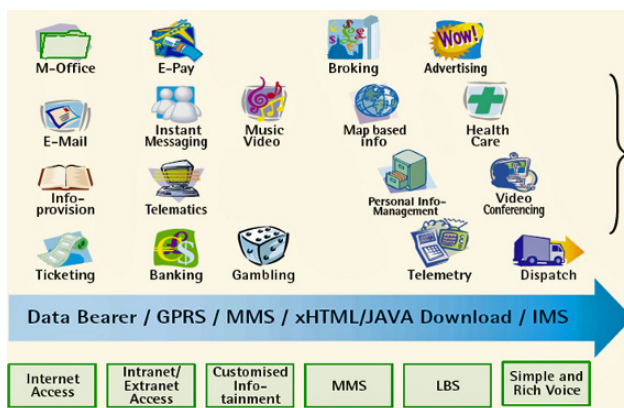 Wow!
M-Office
E-Pay
Broking
Advertising
E-Mail
Instant
Messaging
Music
Video
Map based
info
Health
Care
Info-
provision
Telematics
Personal Info-
Management
Video
Conferencing
Ticketing
Banking
Gambling
Telemetry
Dispatch
Data Bearer / GPRS / MMS / xHTML/JAVA Download / IMS
Internet
Access
Intranet/
Extranet
Access
Customised
Info-
tainment
MMS
LBS
Simple and
Rich Voice